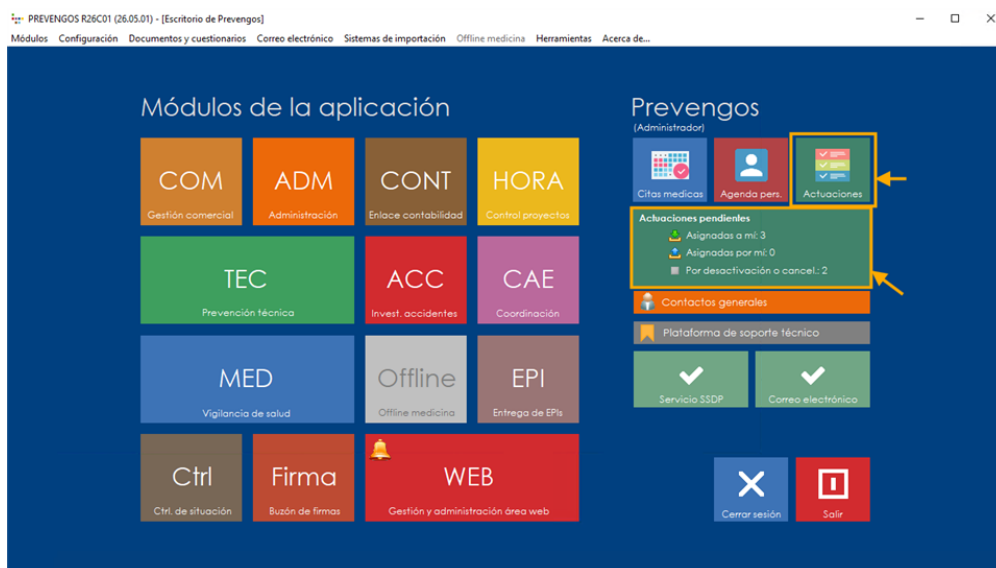 PREVENGOS R26C01 (26.05.01) - [Escritorio de Prevengos]
Módulos Configuración Documentos y cuestionarios Correo electrónico Sistemas de importación Offline medicina Herramientas Acerca de...
Módulos de la aplicación
COM
Gestión comercial
ADM
Administración
CONT
Enlace contabilidad
HORA
Control proyectos
TEC
Prevención técnica
ACC
Invest. accidentes
CAE
Coordinación
MED
Vigilancia de salud
Offline
Offline medicina
EPI
Entrega de EPIs
Ctrl
Ctrl. de situación
Firma
Buzón de firmas
WEB
Gestión y administración área web
Prevengos
(Administrador)
Citas medicas
Agenda pers.
Actuaciones
Actuaciones pendientes
Asignadas a mí: 3
Asignadas por mí: 0
Por desactivación o cancel.: 2
Contactos generales
Plataforma de soporte técnico
Servicio SSDP
Correo electrónico
Cerrar sesión
Salir